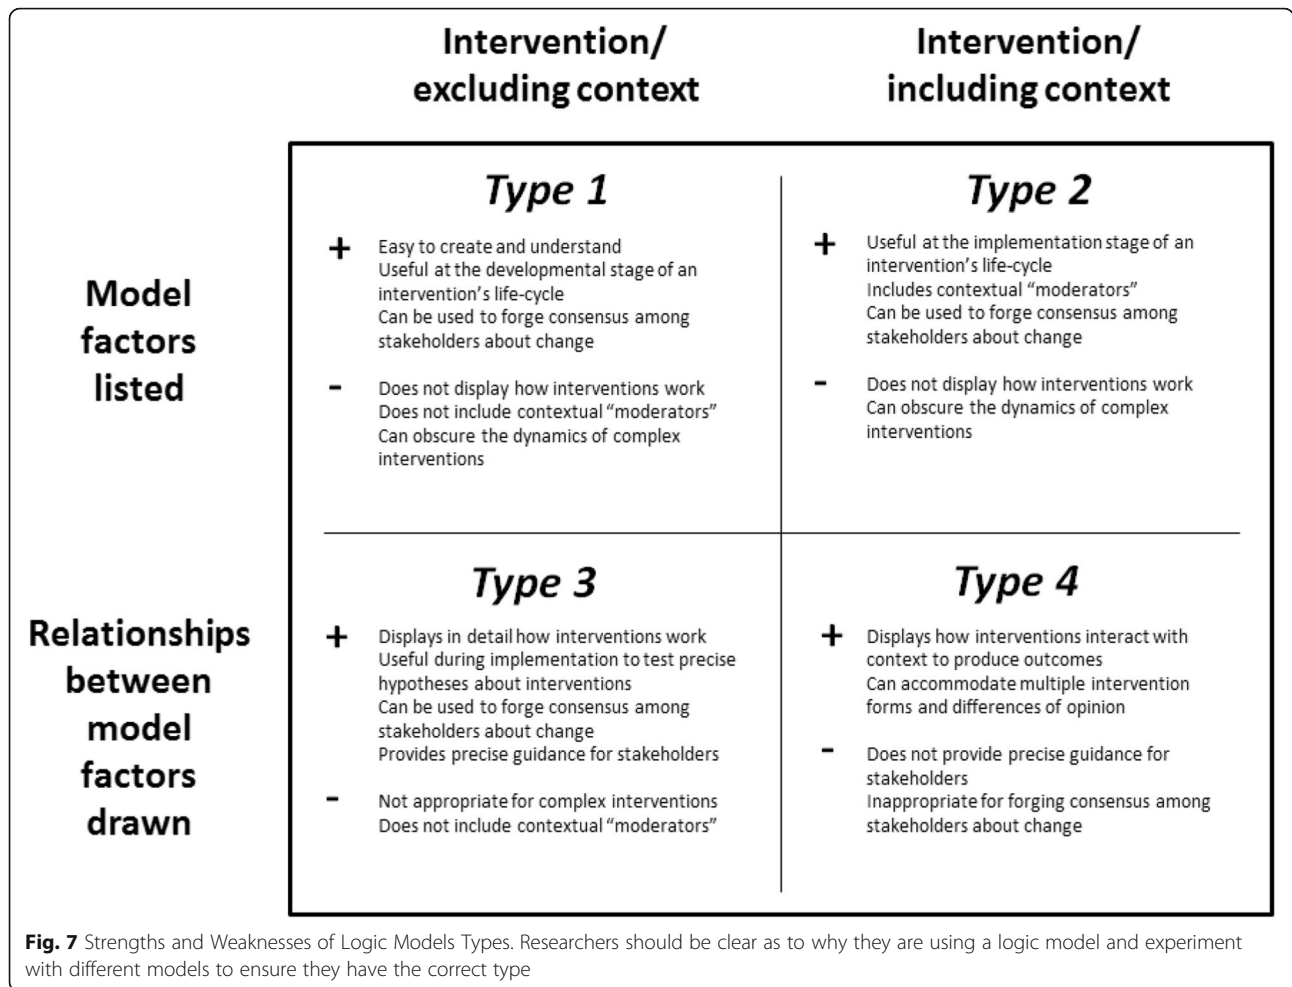 Intervention/
excluding context
Intervention/
including context
Model
factors
listed
Type 1
+ Easy to create and understand
Useful at the developmental stage of an
intervention's life-cycle
Can be used to forge consensus among
stakeholders about change
- Does not display how interventions work
Does not include contextual “moderators”
Can obscure the dynamics of complex
interventions
Type 2
+ Useful at the implementation stage of an
intervention's life-cycle
Includes contextual “moderators”
Can be used to forge consensus among
stakeholders about change
- Does not display how interventions work
Can obscure the dynamics of complex
interventions
Relationships
between
model
factors
drawn
Type 3
+ Displays in detail how interventions work
Useful during implementation to test precise
hypotheses about interventions
Can be used to forge consensus among
stakeholders about change
Provides precise guidance for stakeholders
- Not appropriate for complex interventions
Does not include contextual “moderators”
Type 4
+ Displays how interventions interact with
context to produce outcomes
Can accommodate multiple intervention
forms and differences of opinion
- Does not provide precise guidance for
stakeholders
Inappropriate for forging consensus among
stakeholders about change
Fig. 7 Strengths and Weaknesses of Logic Models Types. Researchers should be clear as to why they are using a logic model and experiment
with different models to ensure they have the correct type